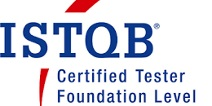 ISTQB®
Certified Tester
Foundation Level